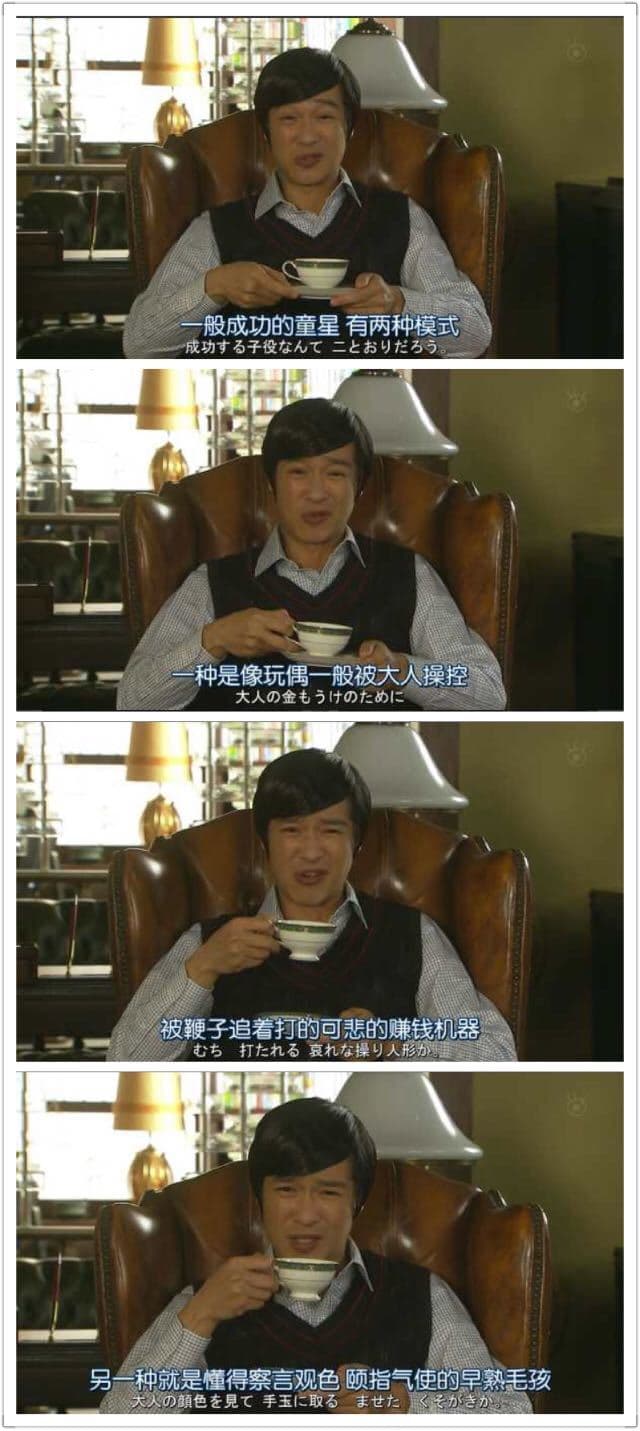 一般成功的童星 有两种模式
成功する子役なんて 二とおりだろう。
一种是像玩偶一般被大人操控
大人の金もうけのために
被鞭子追着打的可悲的赚钱机器
むち 打たれる 哀れな操り人形か。
另一种就是懂得察言观色 颐指气使的早熟毛孩
大人の顔色を見て 手玉に取る ませた くそがきか。